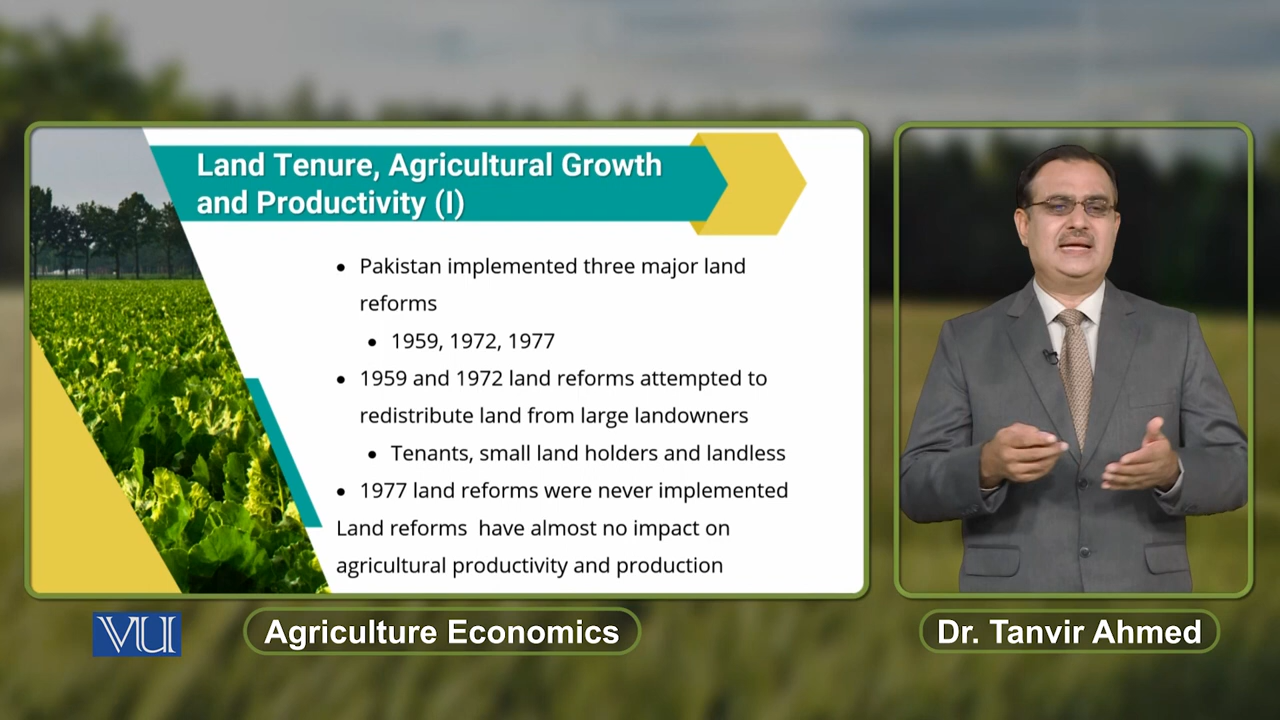 Land Tenure, Agricultural Growth
and Productivity (I)
• Pakistan implemented three major land
reforms
• 1959, 1972, 1977
• 1959 and 1972 land reforms attempted to
redistribute land from large landowners
• Tenants, small land holders and landless
• 1977 land reforms were never implemented
Land reforms have almost no impact on
agricultural productivity and production
VU
Agriculture Economics
Dr. Tanvir Ahmed